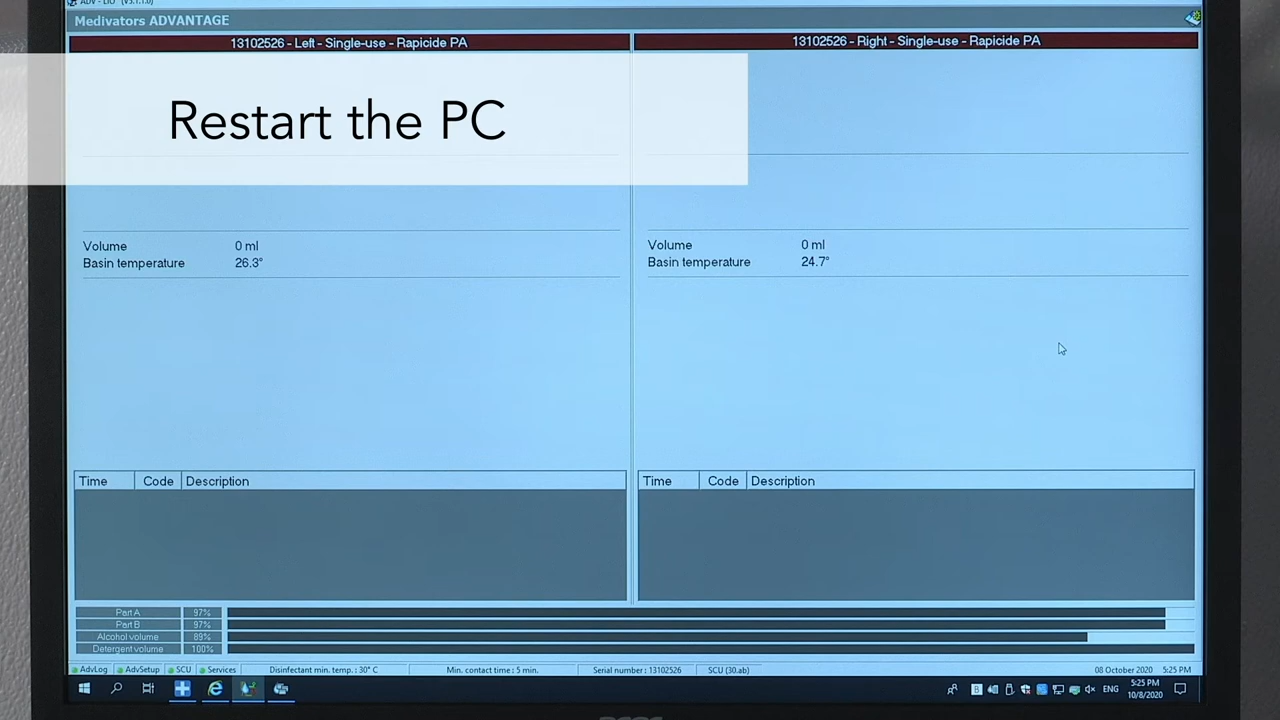 Medivators ADVANTAGE
13102526 - Left - Single-use - Rapicide PA
13102526 - Right - Single-use - Rapicide PA
Restart the PC
Volume 0 ml
Basin temperature 26.3°
Volume 0 ml
Basin temperature 24.7°
Time Code Description
Time Code Description
Part A 97%
Part B 97%
Alcohol volume 89%
Detergent volume 100%
AdvLog AdvSetup SCU Services Disinfectant min. temp. : 30° C Min. contact time : 5 min. Serial number : 13102526 SCU (30.ab) 08 October 2020 5:25 PM
ENG
5:25 PM
10/8/2020